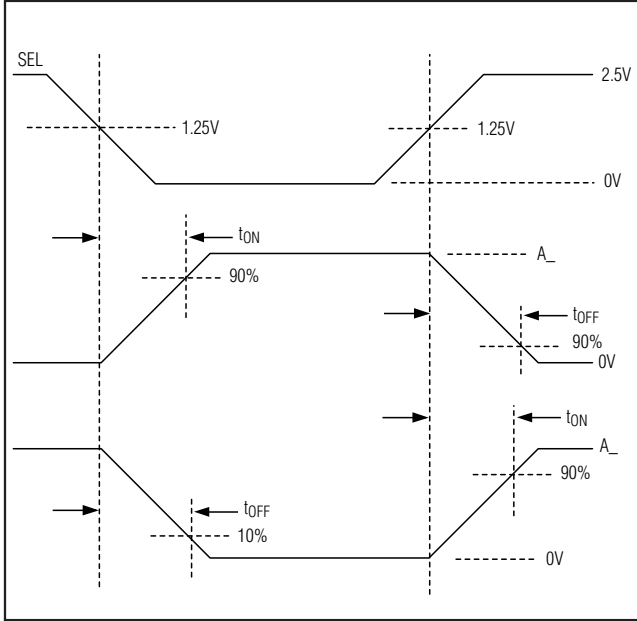 SEL
2.5V
1.25V
1.25V
0V
tON
A_
90%
tOFF
90%
0V
tON
A_
90%
tOFF
10%
0V